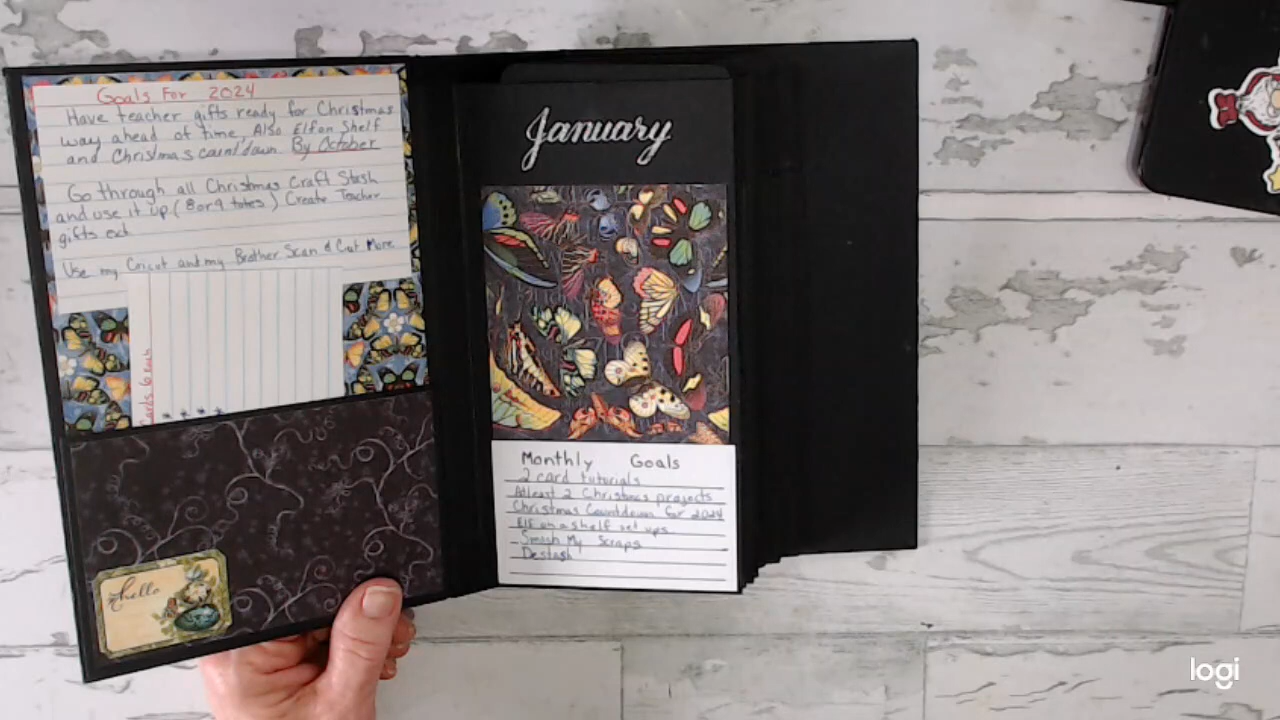 Goals For 2024
Have teacher gifts ready for Christmas
way ahead of time, Also Elf on Shelf
and Christmas countdown. By October
Go through all Christmas Craft Stash
and use it up ( 8 or 9 totes ) Create Teacher
gifts ect
Use my Cricut and my Brother Scan & Cut More
Cards 6 each
hello
January
Monthly Goals
2 card tutorials
Atleast 2 Christmas projects
Christmas Countdown for 2024
Elf on a shelf set ups
Smash My Scraps
Destash
logi